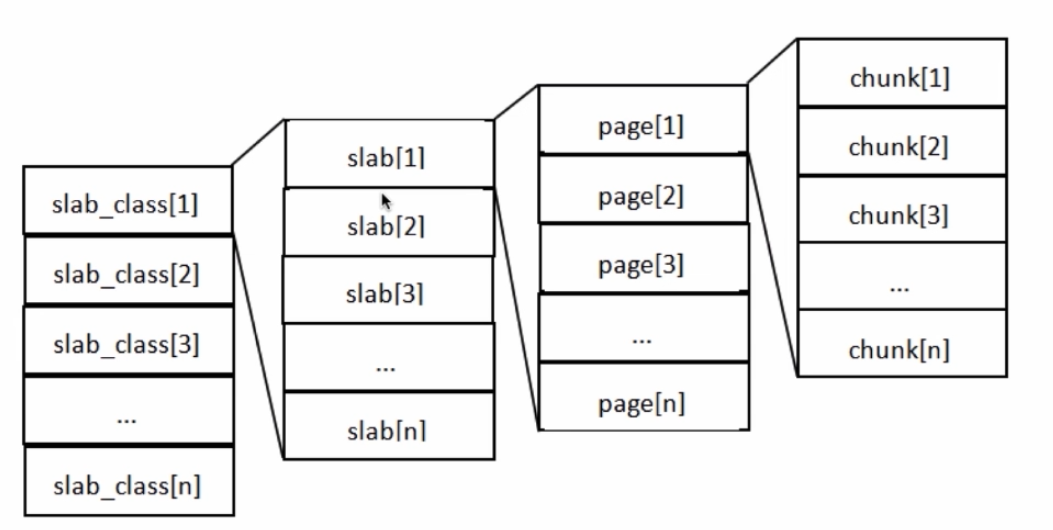 slab_class[1]
slab_class[2]
slab_class[3]
...
slab_class[n]
slab[1]
slab[2]
slab[3]
...
slab[n]
page[1]
page[2]
page[3]
...
page[n]
chunk[1]
chunk[2]
chunk[3]
...
chunk[n]